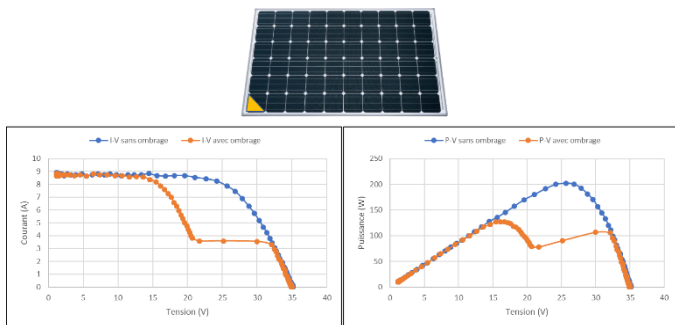 I-V sans ombrage I-V avec ombrage
Courant (A)
10
9
8
7
6
5
4
3
2
1
0
0 5 10 15 20 25 30 35 40
Tension (V)
P-V sans ombrage P-V avec ombrage
Puissance (W)
250
200
150
100
50
0
0 5 10 15 20 25 30 35 40
Tension (V)